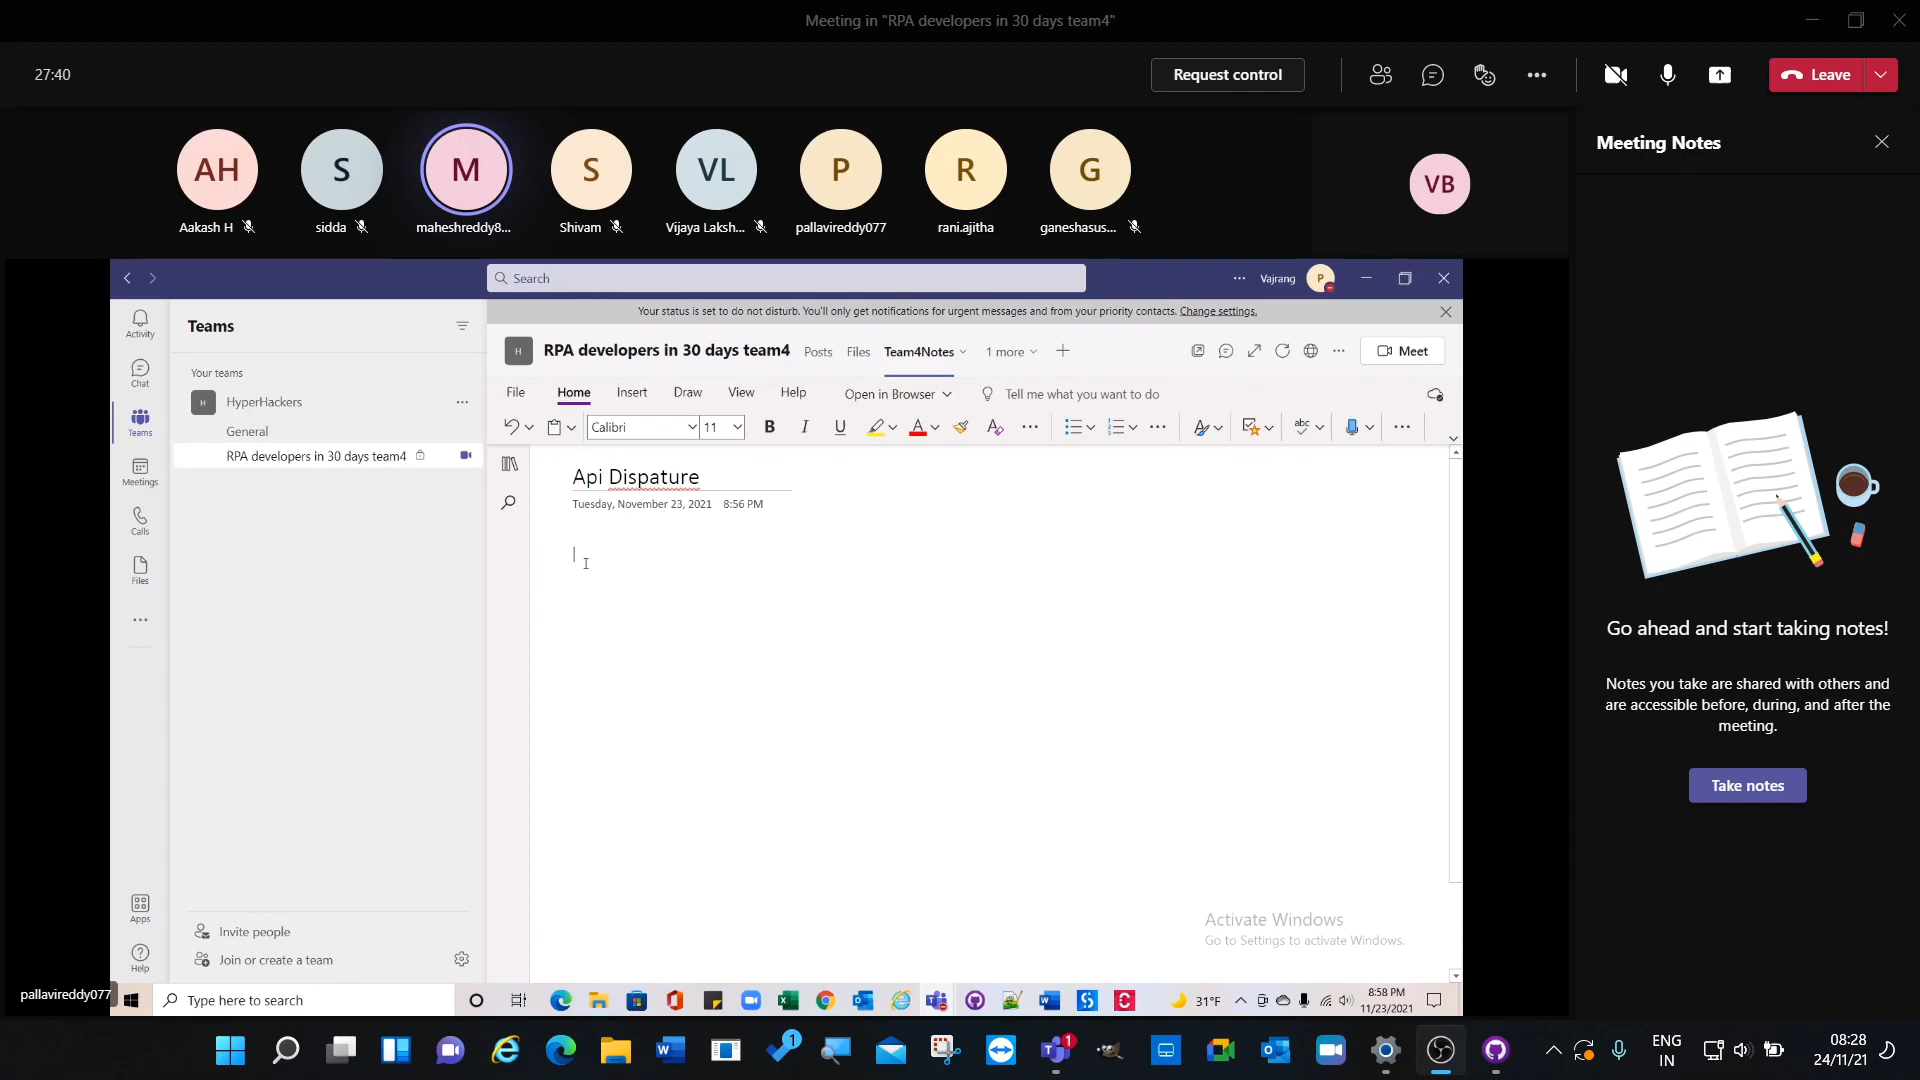 Meeting in "RPA developers in 30 days team4"
27:40
Request control
Leave
AH
S
M
S
VL
P
R
G
VB
Aakash H
sidda
maheshreddy8...
Shivam
Vijaya Laksh...
pallavireddy077
rani.ajitha
ganeshasus...
Meeting Notes
Search
Vajrang
P
Your status is set to do not disturb. You'll only get notifications for urgent messages and from your priority contacts. Change settings.
Activity
Chat
Teams
Meetings
Calls
Files
Apps
Help
Teams
Your teams
H
HyperHackers
General
RPA developers in 30 days team4
Invite people
Join or create a team
H
RPA developers in 30 days team4
Posts
Files
Team4Notes
1 more
Meet
File
Home
Insert
Draw
View
Help
Open in Browser
Tell me what you want to do
Calibri
11
B
I
U
A
A
abc
Api Dispature
Tuesday, November 23, 2021 8:56 PM
Activate Windows
Go to Settings to activate Windows.
Go ahead and start taking notes!
Notes you take are shared with others and
are accessible before, during, and after the
meeting.
Take notes
pallavireddy077
Type here to search
31°F
8:58 PM
11/23/2021
1
1
ENG
IN
08:28
24/11/21